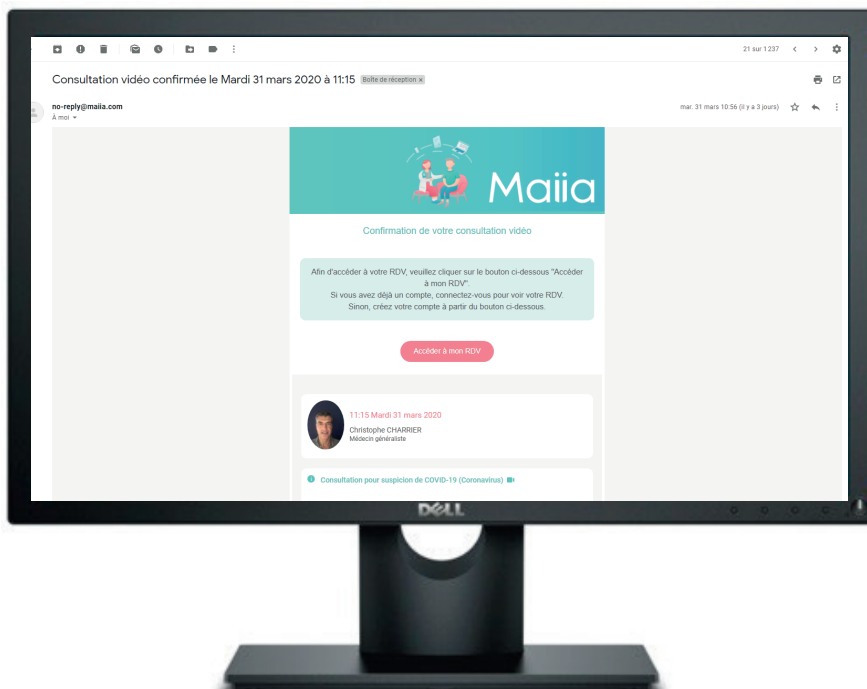 21 sur 1 237
Consultation vidéo confirmée le Mardi 31 mars 2020 à 11:15 Boîte de réception x
no-reply@maiia.com
mar. 31 mars 10:56 (il y a 3 jours)
À moi
Maiia
Confirmation de votre consultation vidéo
Afin d'accéder à votre RDV, veuillez cliquer sur le bouton ci-dessous "Accéder
à mon RDV".
Si vous avez déjà un compte, connectez-vous pour voir votre RDV.
Sinon, créez votre compte à partir du bouton ci-dessous.
Accéder à mon RDV
11:15 Mardi 31 mars 2020
Christophe CHARRIER
Médecin généraliste
Consultation pour suspicion de COVID-19 (Coronavirus)
DELL